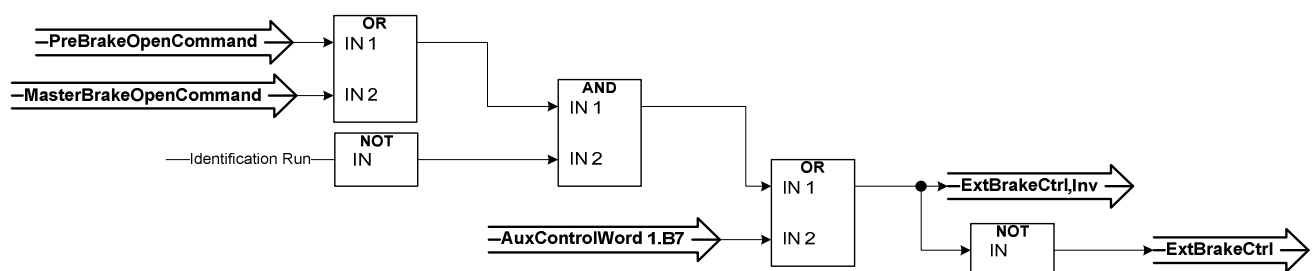 OR
PreBrakeOpenCommand
IN 1
MasterBrakeOpenCommand
IN 2
NOT
Identification Run
IN
AND
IN 1
IN 2
OR
IN 1
ExtBrakeCtrl,Inv
AuxControlWord 1.B7
IN 2
NOT
IN
ExtBrakeCtrl